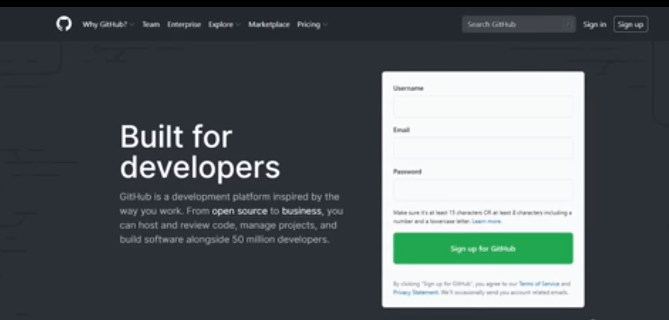 Why GitHub? Team Enterprise Explore Marketplace Pricing Search GitHub Sign in Sign up
Built for
developers
GitHub is a development platform inspired by the
way you work. From open source to business, you
can host and review code, manage projects, and
build software alongside 50 million developers.
Username
Email
Password
Make sure it's at least 15 characters OR at least 8 characters including a
number and a lowercase letter. Learn more.
Sign up for GitHub
By clicking "Sign up for GitHub", you agree to our Terms of Service and
Privacy Statement. We'll occasionally send you account related emails.